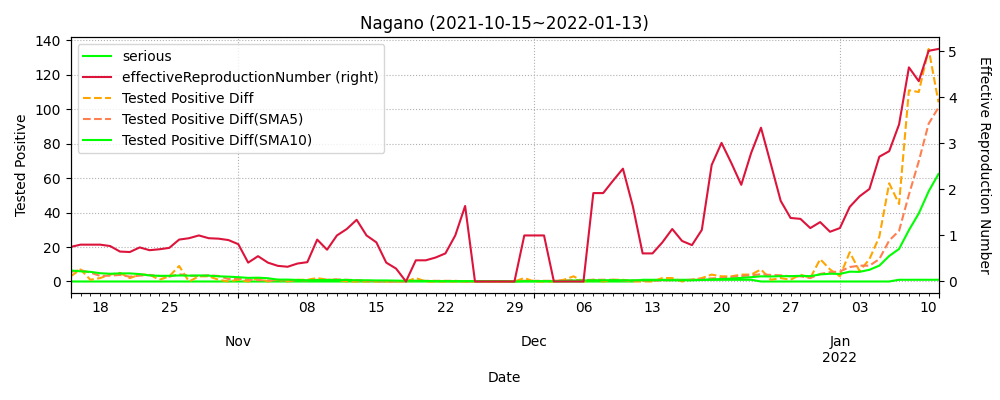 Nagano (2021-10-15~2022-01-13)
serious
effectiveReproductionNumber (right)
Tested Positive Diff
Tested Positive Diff(SMA5)
Tested Positive Diff(SMA10)
Tested Positive
140
120
100
80
60
40
20
0
Effective Reproduction Number
5
4
3
2
1
0
18 25 08 15 22 29 06 13 20 27 03 10
Nov Dec Jan
2022
Date